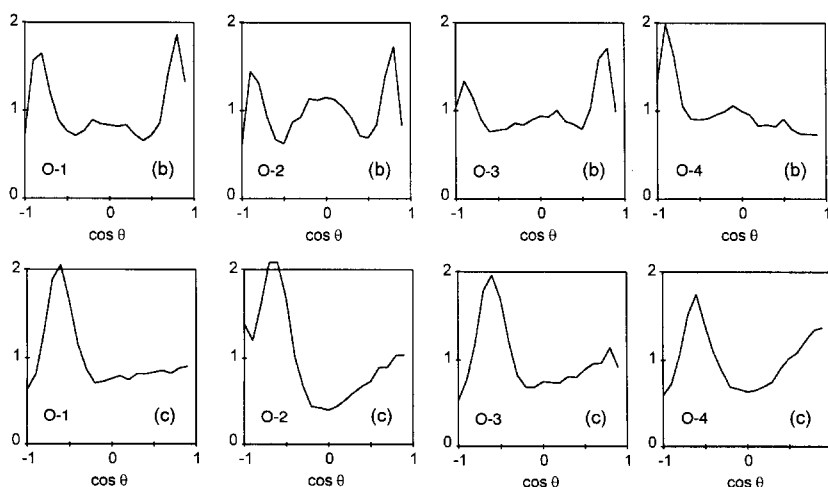 2 2 2 2
1 1 1 1
O-1 (b) O-2 (b) O-3 (b) O-4 (b)
0 0 0 0
-1 0 1 -1 0 1 -1 0 1 -1 0 1
cos θ cos θ cos θ cos θ
2 2 2 2
1 1 1 1
O-1 (c) O-2 (c) O-3 (c) O-4 (c)
0 0 0 0
-1 0 1 -1 0 1 -1 0 1 -1 0 1
cos θ cos θ cos θ cos θ